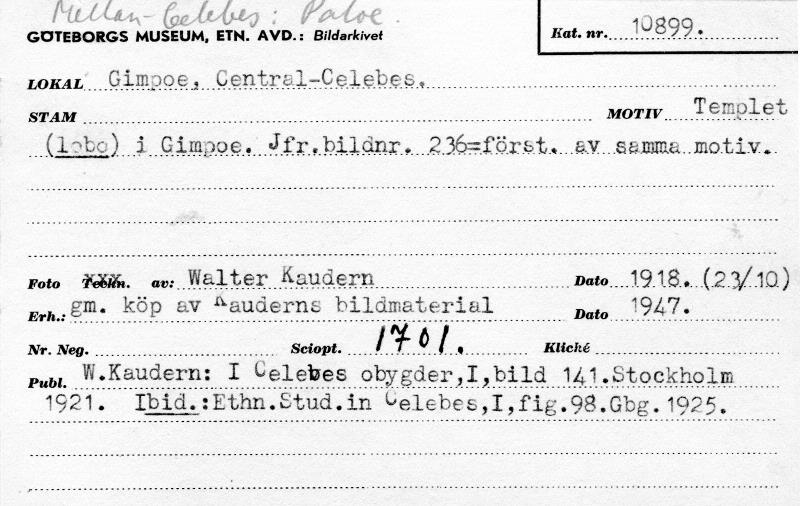 Mellan-Celebes: Paloe.
GÖTEBORGS MUSEUM, ETN. AVD.: Bildarkivet
Kat. nr. 10899.
LOKAL Gimpoe, Central-Celebes.
STAM MOTIV Templet
(lobo) i Gimpoe. Jfr.bildnr. 236=först. av samma motiv.
Foto Teckn. av: Walter Kaudern Dato 1918. (23/10)
Erh.: gm. köp av Kauderns bildmaterial Dato 1947.
Nr. Neg. Sciopt. 1701. Kliché
Publ. W.Kaudern: I Celebes obygder,I,bild 141.Stockholm
1921. Ibid.:Ethn.Stud.in Celebes,I,fig.98.Gbg.1925.